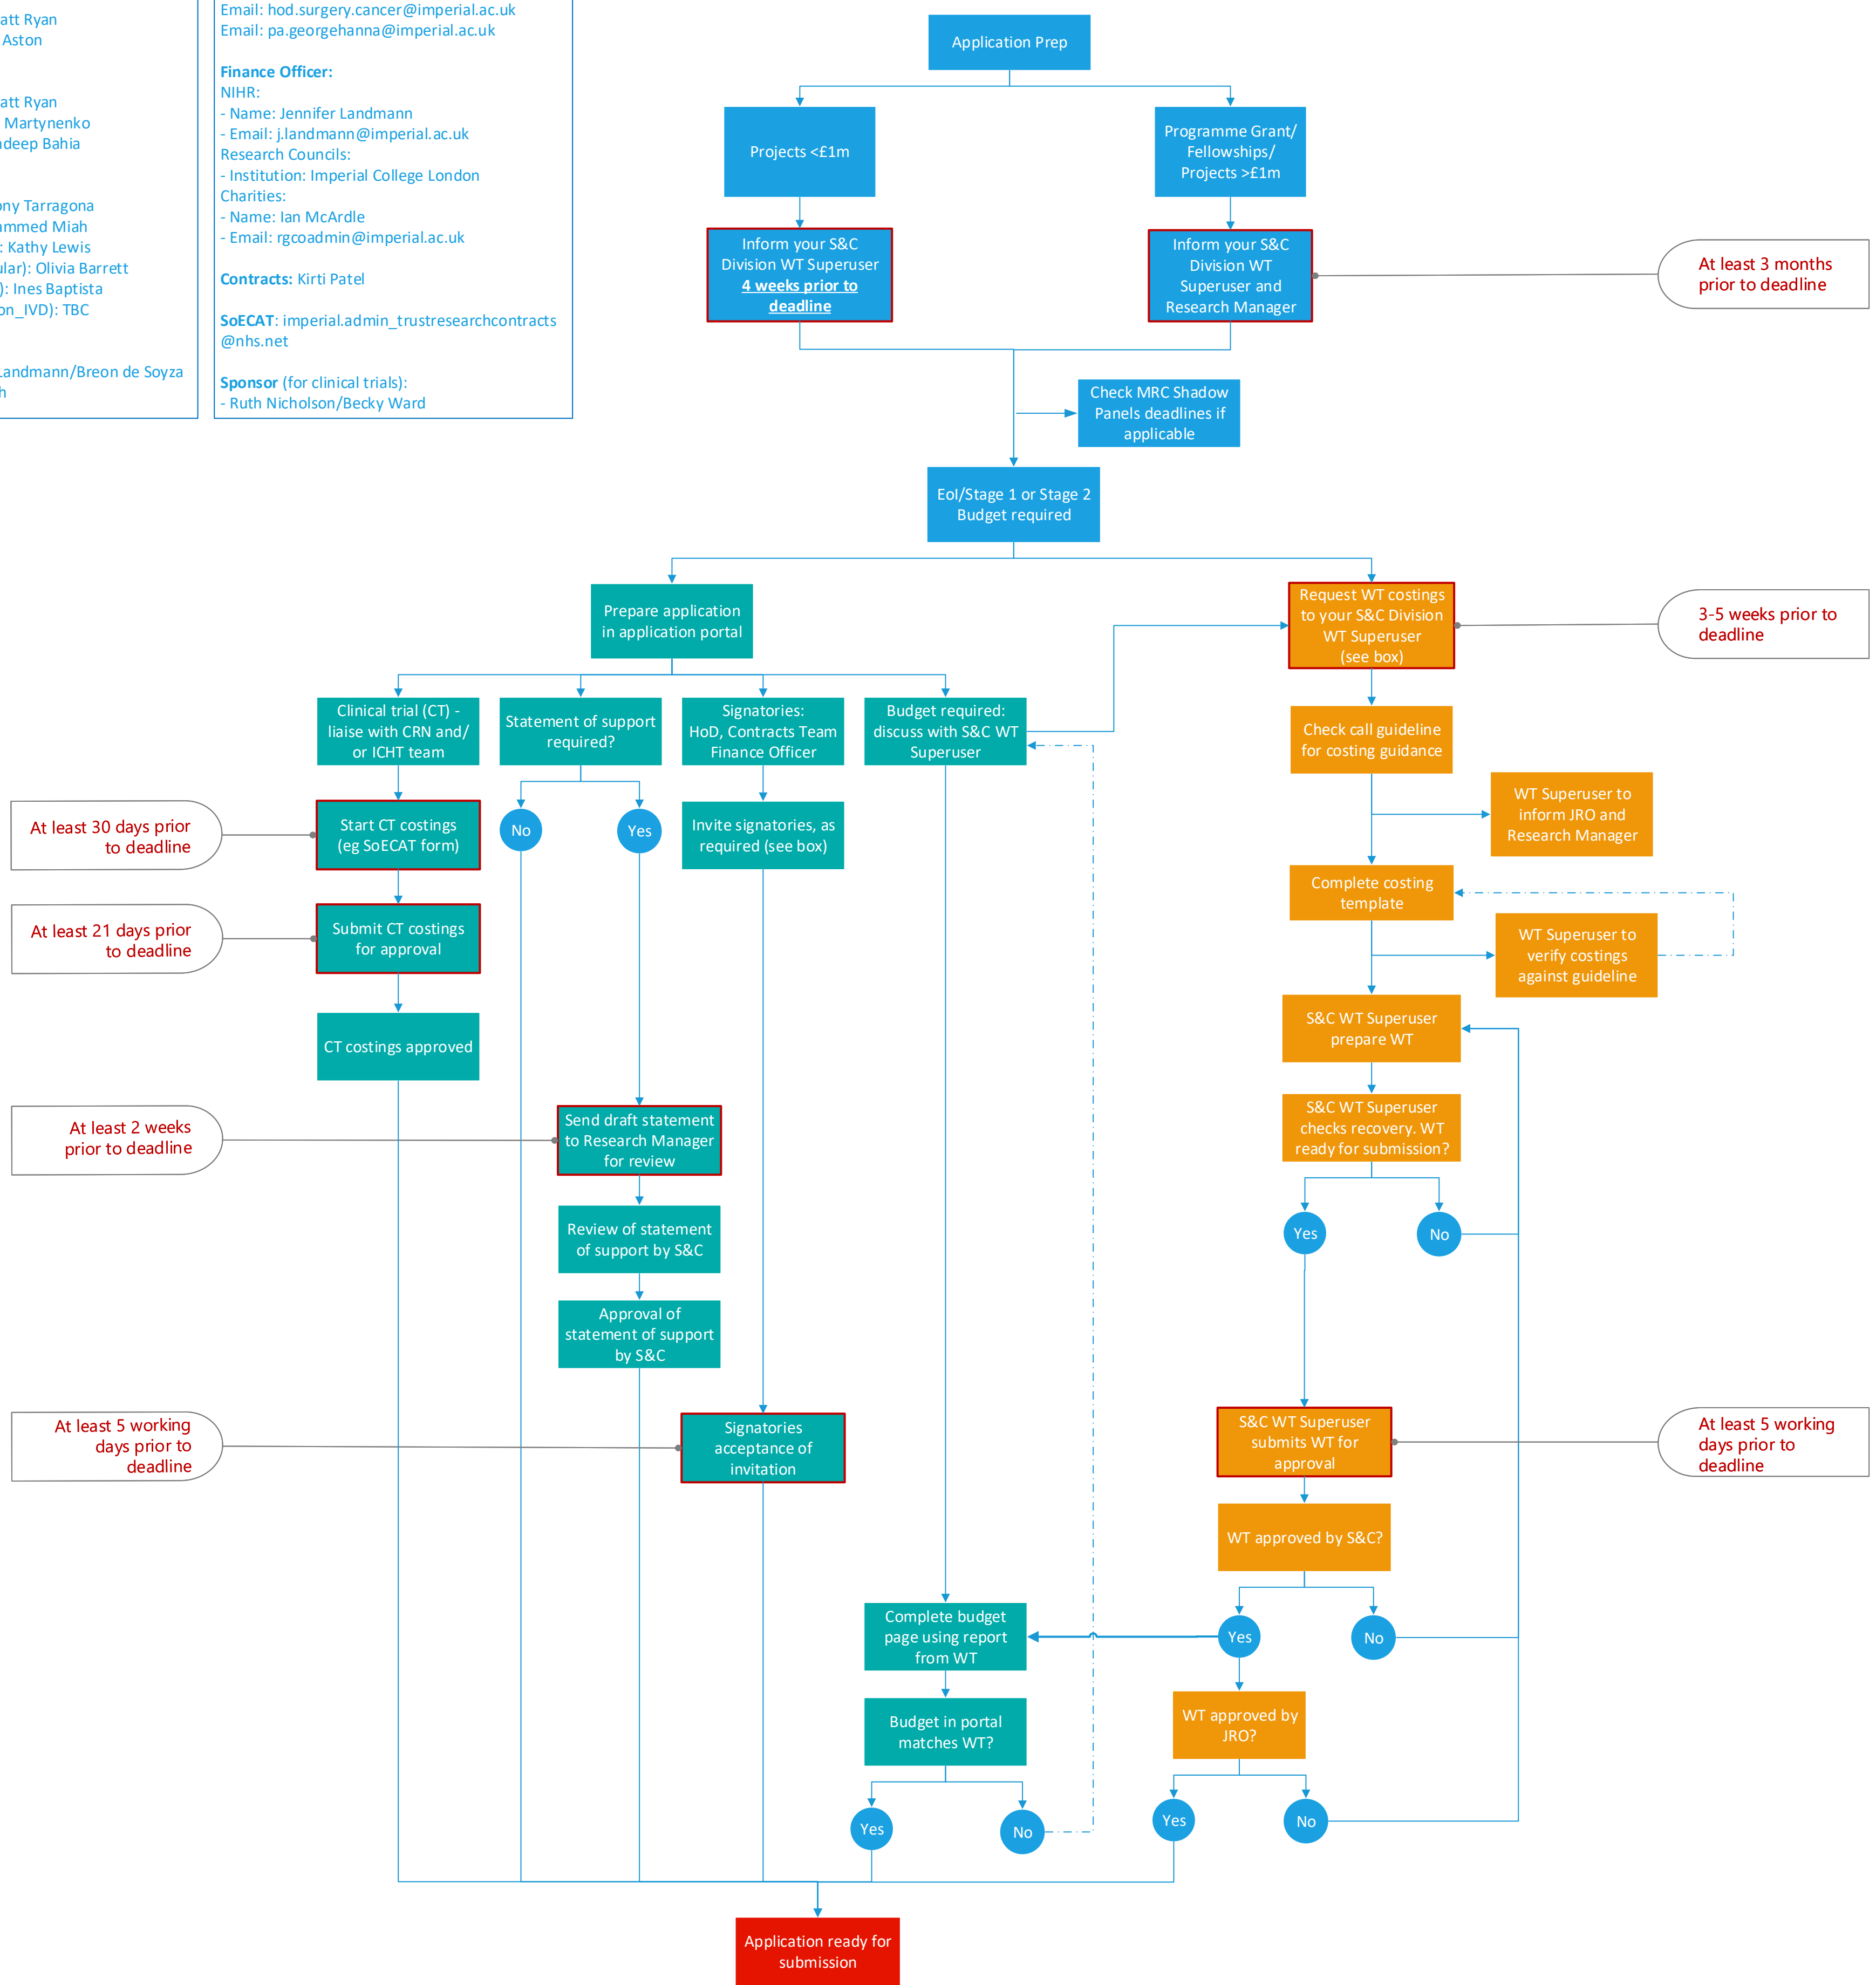 att Ryan
Aston
att Ryan
Martynenko
deep Bahia
ny Tarragona
mmed Miah
: Kathy Lewis
ular): Olivia Barrett
): Ines Baptista
on_IVD): TBC
Landmann/Breon de Soyza
h
Email: hod.surgery.cancer@imperial.ac.uk
Email: pa.georgehanna@imperial.ac.uk
Finance Officer:
NIHR:
- Name: Jennifer Landmann
- Email: j.landmann@imperial.ac.uk
Research Councils:
- Institution: Imperial College London
Charities:
- Name: Ian McArdle
- Email: rgcoadmin@imperial.ac.uk
Contracts: Kirti Patel
SoECAT: imperial.admin_trustresearchcontracts
@nhs.net
Sponsor (for clinical trials):
- Ruth Nicholson/Becky Ward
Application Prep
Projects <£1m
Programme Grant/
Fellowships/
Projects >£1m
Inform your S&C
Division WT Superuser
4 weeks prior to
deadline
Inform your S&C
Division WT
Superuser and
Research Manager
At least 3 months
prior to deadline
Check MRC Shadow
Panels deadlines if
applicable
EoI/Stage 1 or Stage 2
Budget required
Prepare application
in application portal
Request WT costings
to your S&C Division
WT Superuser
(see box)
3-5 weeks prior to
deadline
Clinical trial (CT) -
liaise with CRN and/
or ICHT team
Statement of support
required?
Signatories:
HoD, Contracts Team
Finance Officer
Budget required:
discuss with S&C WT
Superuser
Check call guideline
for costing guidance
At least 30 days prior
to deadline
Start CT costings
(eg SoECAT form)
No
Yes
Invite signatories, as
required (see box)
WT Superuser to
inform JRO and
Research Manager
Complete costing
template
At least 21 days prior
to deadline
Submit CT costings
for approval
WT Superuser to
verify costings
against guideline
CT costings approved
S&C WT Superuser
prepare WT
At least 2 weeks
prior to deadline
Send draft statement
to Research Manager
for review
S&C WT Superuser
checks recovery. WT
ready for submission?
Review of statement
of support by S&C
Yes
No
Approval of
statement of support
by S&C
At least 5 working
days prior to
deadline
Signatories
acceptance of
invitation
S&C WT Superuser
submits WT for
approval
At least 5 working
days prior to
deadline
WT approved by S&C?
Complete budget
page using report
from WT
Yes
No
Budget in portal
matches WT?
WT approved by
JRO?
Yes
No
Yes
No
Application ready for
submission